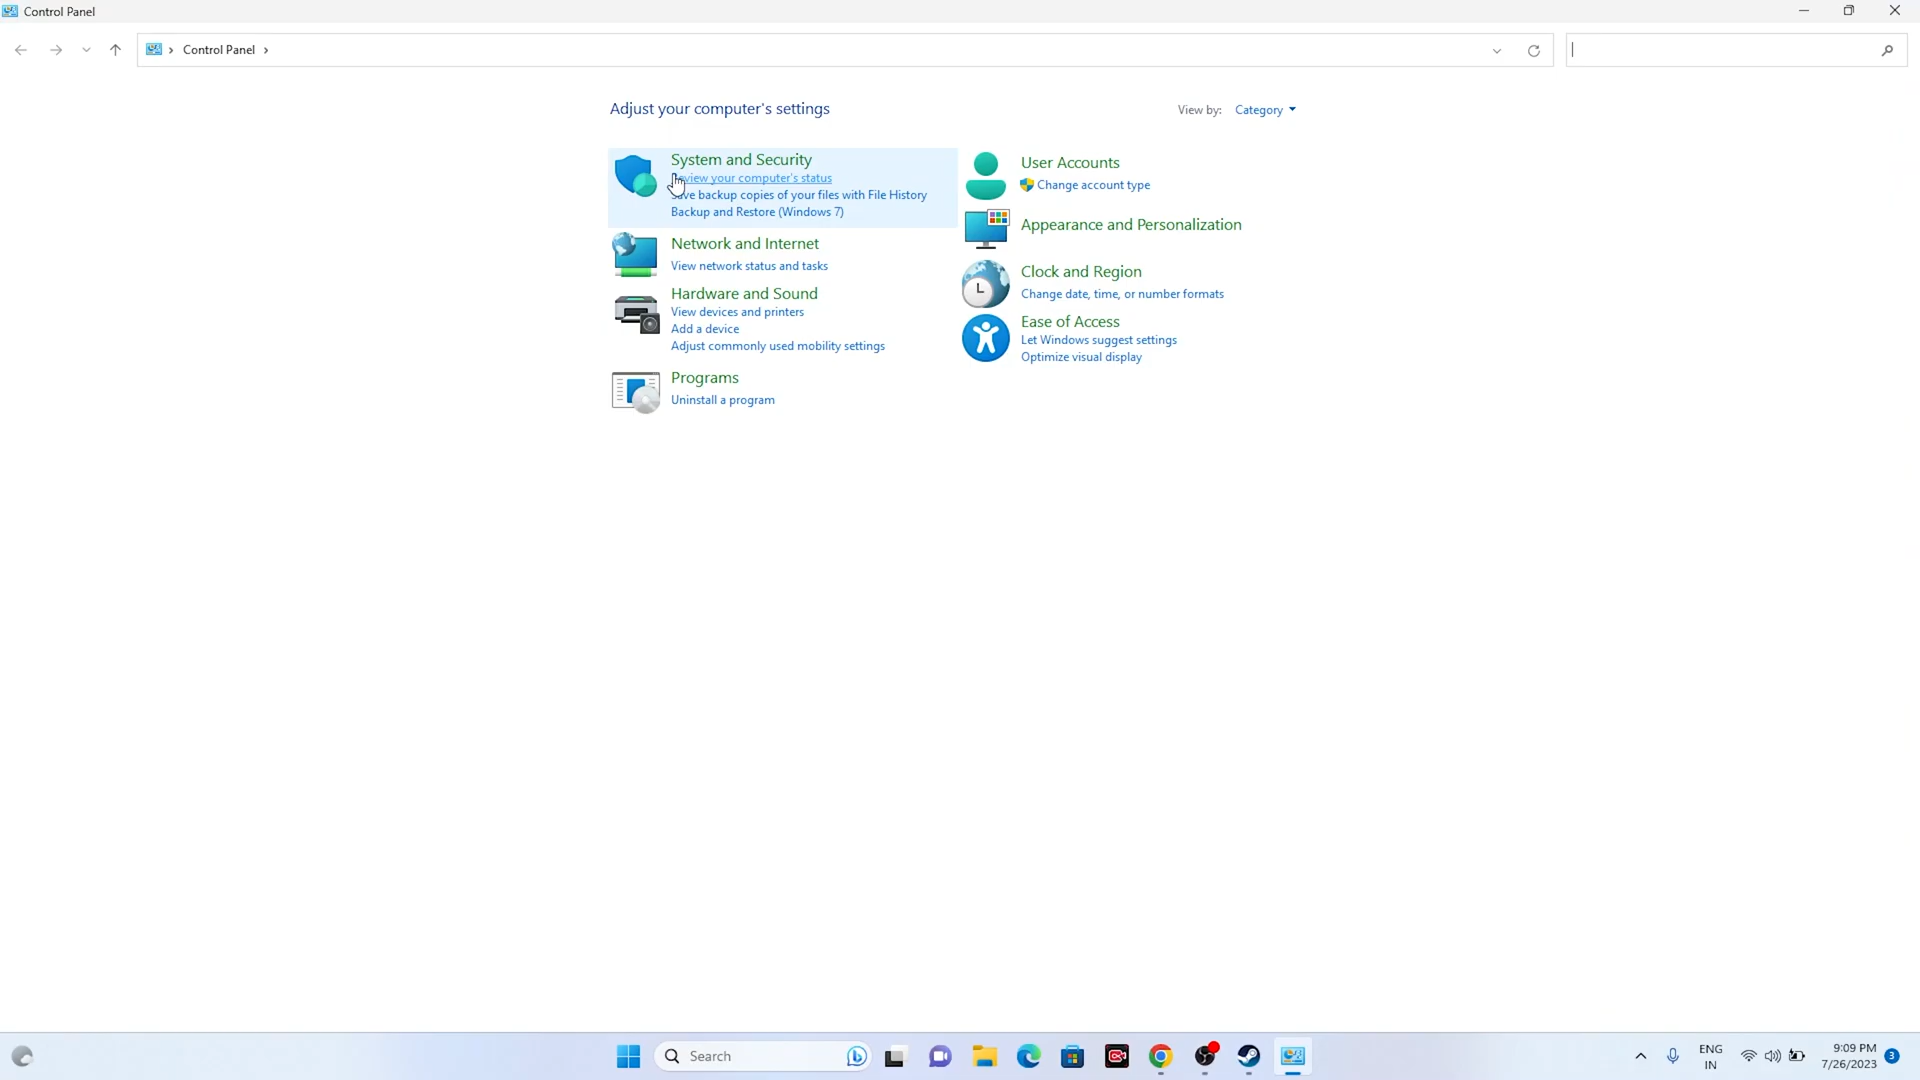 Control Panel
Control Panel
Adjust your computer's settings
View by: Category
System and Security
Review your computer's status
Save backup copies of your files with File History
Backup and Restore (Windows 7)
Network and Internet
View network status and tasks
Hardware and Sound
View devices and printers
Add a device
Adjust commonly used mobility settings
Programs
Uninstall a program
User Accounts
Change account type
Appearance and Personalization
Clock and Region
Change date, time, or number formats
Ease of Access
Let Windows suggest settings
Optimize visual display
Search
ENG
IN
9:09 PM
7/26/2023
3